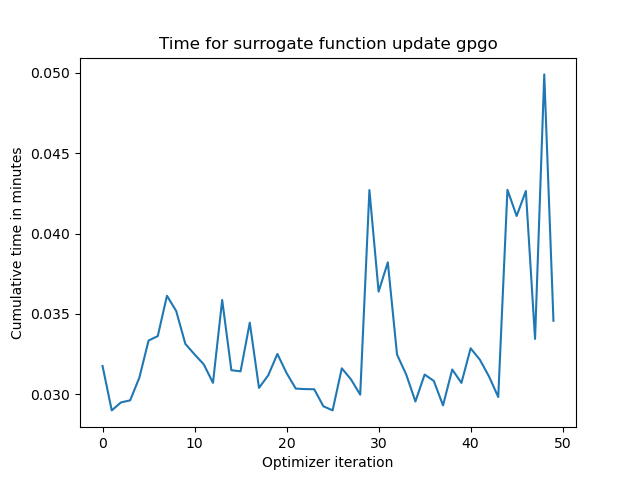 Time for surrogate function update gpgo
Cumulative time in minutes
0.050
0.045
0.040
0.035
0.030
0 10 20 30 40 50
Optimizer iteration